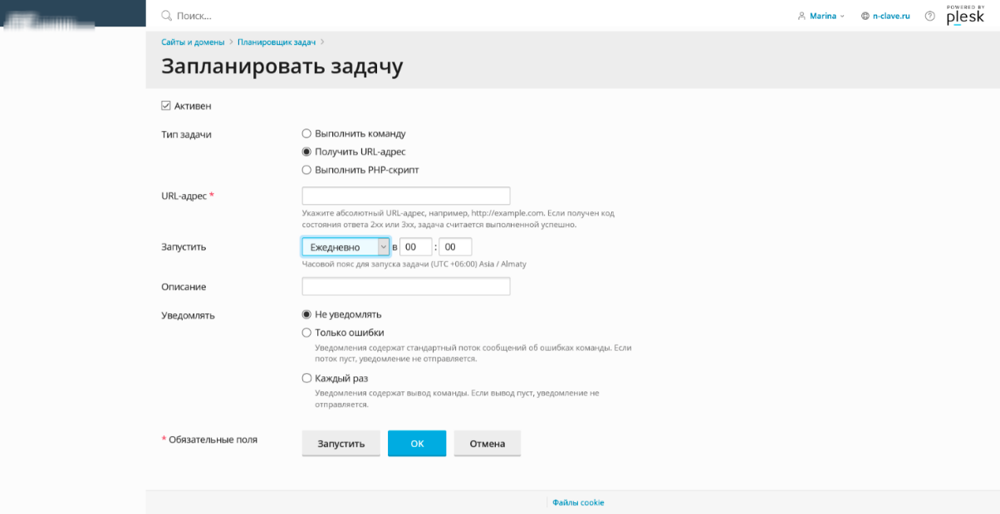 Поиск...
Marina
n-clave.ru
POWERED BY
plesk
Сайты и домены > Планировщик задач >
Запланировать задачу
Активен
Тип задачи
Выполнить команду
Получить URL-адрес
Выполнить PHP-скрипт
URL-адрес *
Укажите абсолютный URL-адрес, например, http://example.com. Если получен код
состояния ответа 2xx или 3xx, задача считается выполненной успешно.
Запустить
Ежедневно в 00 : 00
Часовой пояс для запуска задачи (UTC +06:00) Asia / Almaty
Описание
Уведомлять
Не уведомлять
Только ошибки
Уведомления содержат стандартный поток сообщений об ошибках команды. Если
поток пуст, уведомление не отправляется.
Каждый раз
Уведомления содержат вывод команды. Если вывод пуст, уведомление не
отправляется.
* Обязательные поля
Запустить
OK
Отмена
Файлы cookie